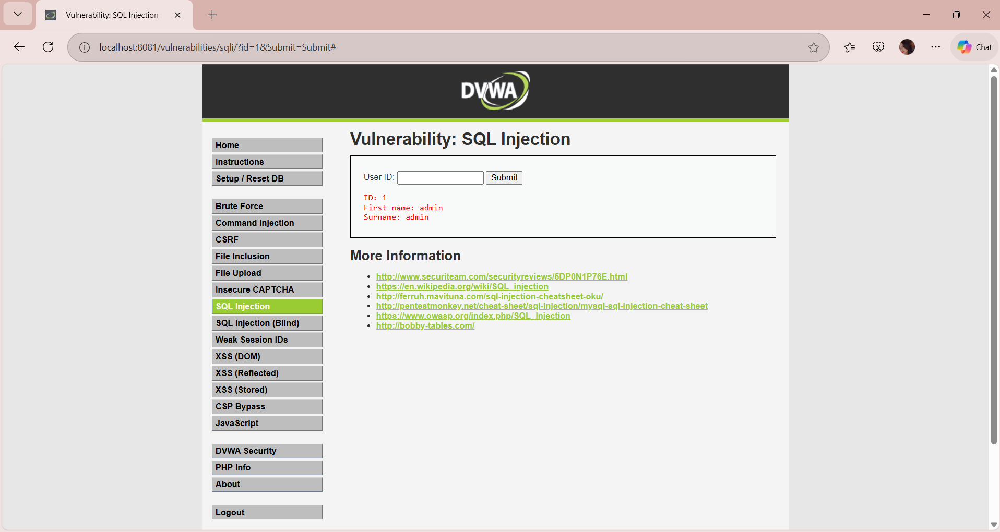 Vulnerability: SQL Injection
localhost:8081/vulnerabilities/sqli/?id=1&Submit=Submit#
Chat
DVWA
Home
Instructions
Setup / Reset DB
Brute Force
Command Injection
CSRF
File Inclusion
File Upload
Insecure CAPTCHA
SQL Injection
SQL Injection (Blind)
Weak Session IDs
XSS (DOM)
XSS (Reflected)
XSS (Stored)
CSP Bypass
JavaScript
DVWA Security
PHP Info
About
Logout
Vulnerability: SQL Injection
User ID: Submit
ID: 1
First name: admin
Surname: admin
More Information
http://www.securiteam.com/securityreviews/5DP0N1P76E.html
https://en.wikipedia.org/wiki/SQL_injection
http://ferruh.mavituna.com/sql-injection-cheatsheet-oku/
http://pentestmonkey.net/cheat-sheet/sql-injection/mysql-sql-injection-cheat-sheet
https://www.owasp.org/index.php/SQL_Injection
http://bobby-tables.com/